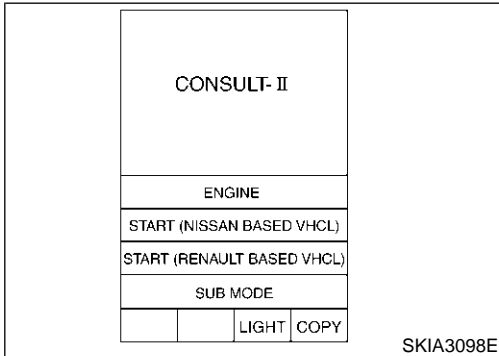 CONSULT- II
ENGINE
START (NISSAN BASED VHCL)
START (RENAULT BASED VHCL)
SUB MODE
LIGHT COPY
SKIA3098E